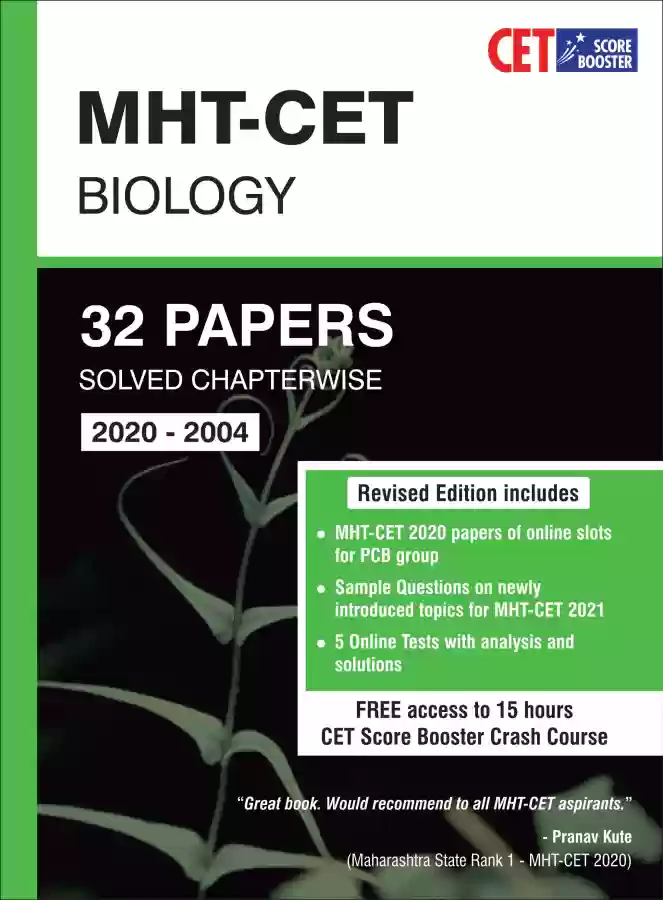 CET SCORE
BOOSTER
MHT-CET
BIOLOGY
32 PAPERS
SOLVED CHAPTERWISE
2020 - 2004
Revised Edition includes
• MHT-CET 2020 papers of online slots
for PCB group
• Sample Questions on newly
introduced topics for MHT-CET 2021
• 5 Online Tests with analysis and
solutions
FREE access to 15 hours
CET Score Booster Crash Course
“Great book. Would recommend to all MHT-CET aspirants.”
- Pranav Kute
(Maharashtra State Rank 1 - MHT-CET 2020)